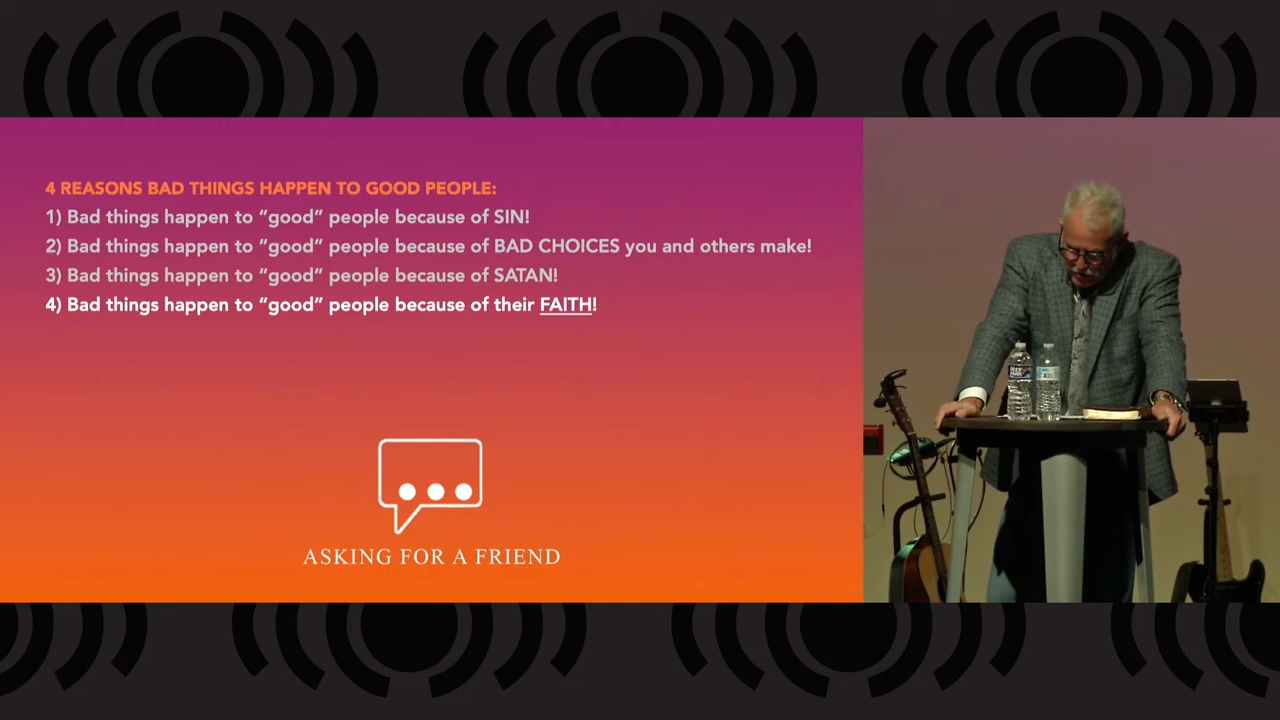 4 REASONS BAD THINGS HAPPEN TO GOOD PEOPLE:
1) Bad things happen to “good” people because of SIN!
2) Bad things happen to “good” people because of BAD CHOICES you and others make!
3) Bad things happen to “good” people because of SATAN!
4) Bad things happen to “good” people because of their FAITH!
ASKING FOR A FRIEND